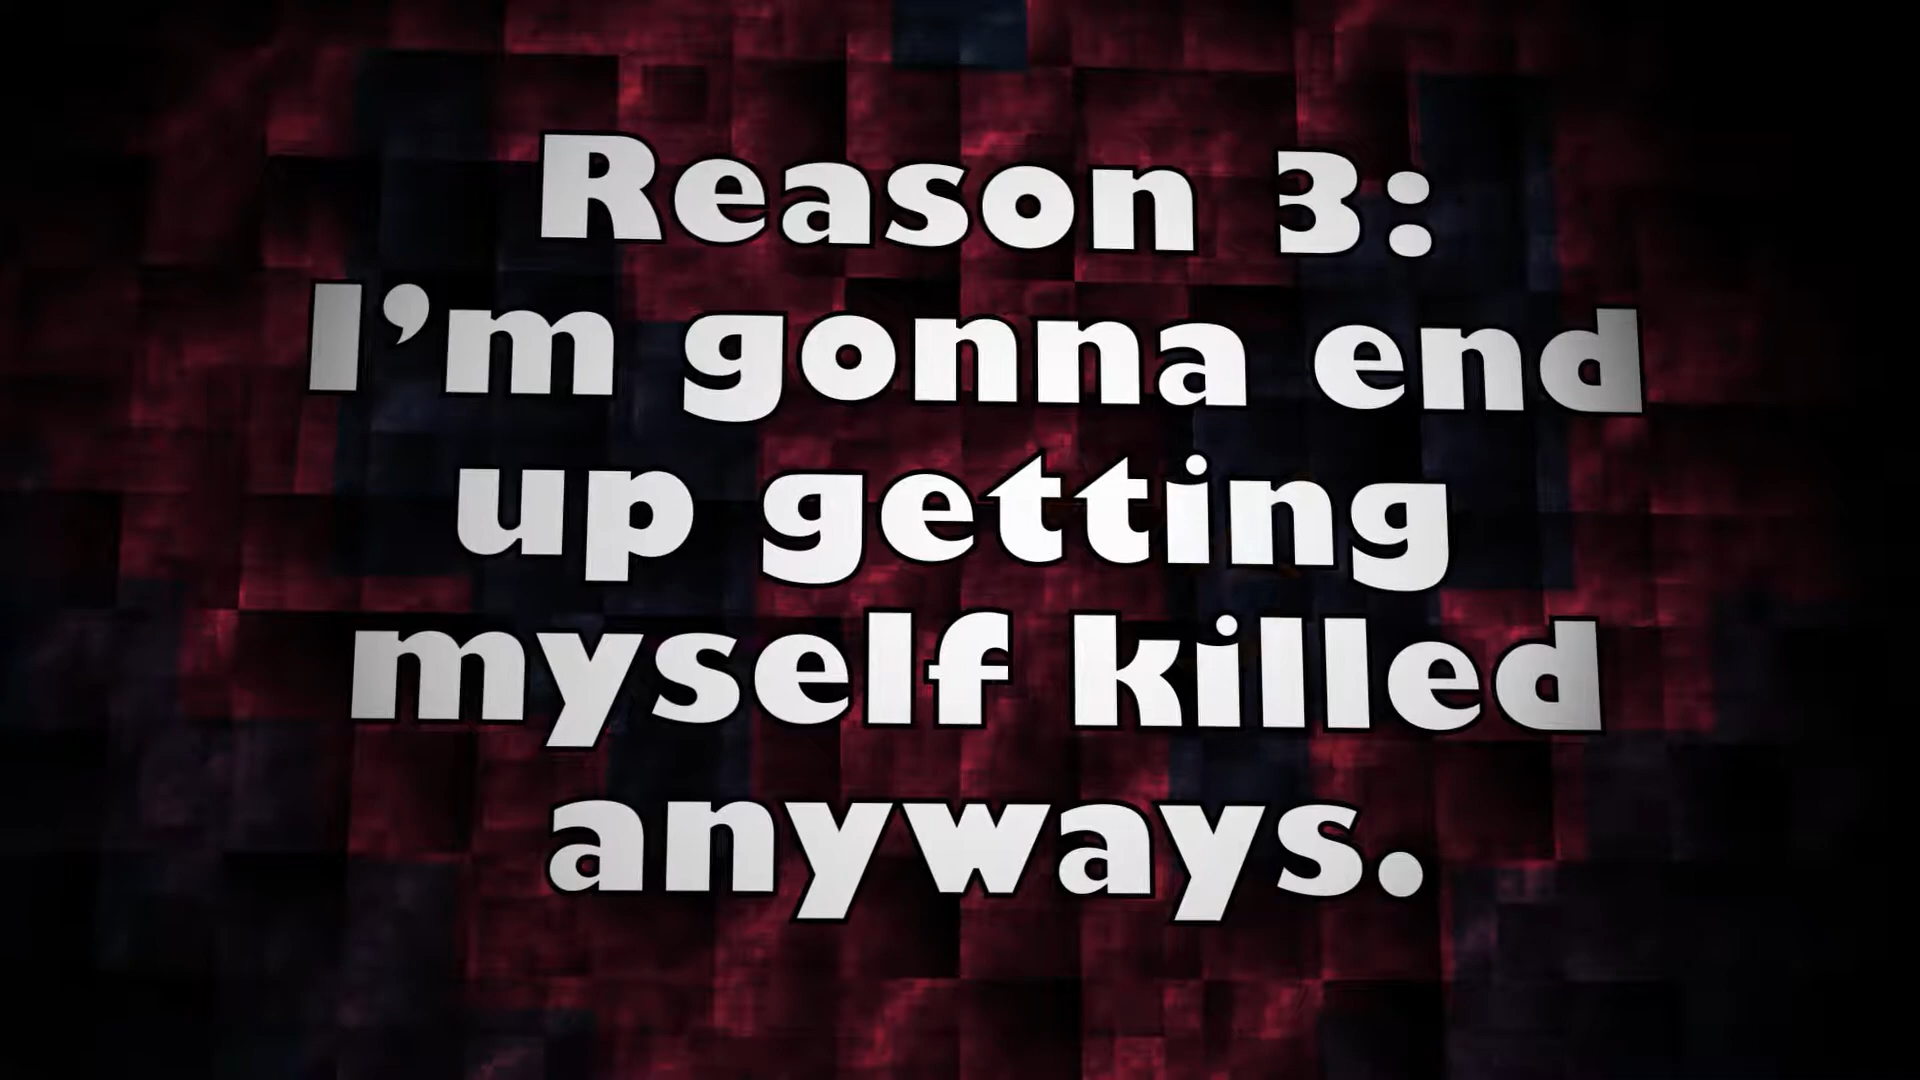 Reason 3:
I’m gonna end
up getting
myself killed
anyways.